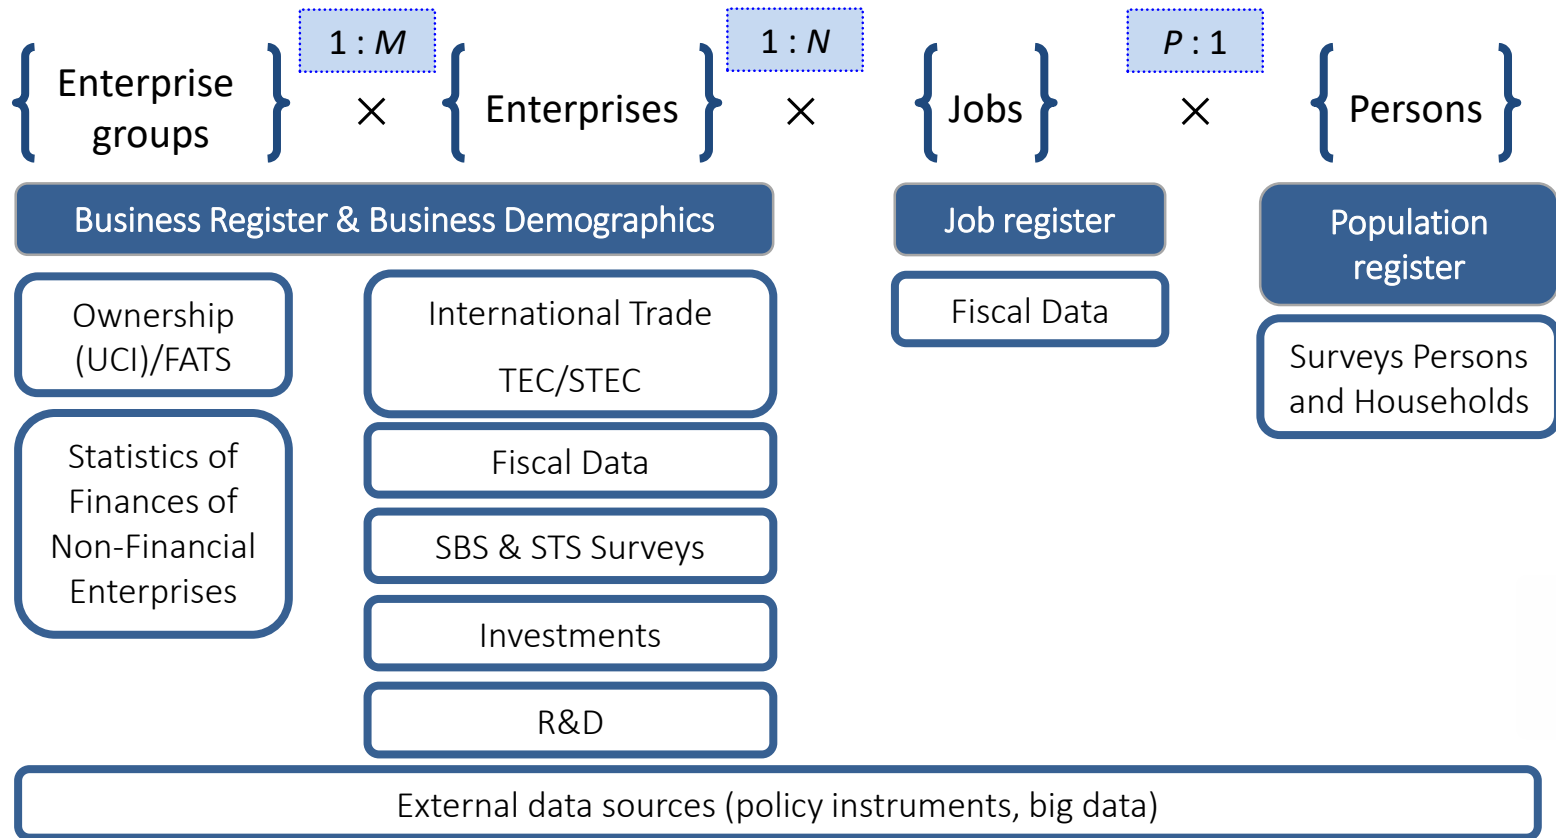 1 : M
1 : N
P : 1
Enterprise
groups
×
Enterprises
×
Jobs
×
Persons
Business Register & Business Demographics
Job register
Population
register
Ownership
(UCI)/FATS
Statistics of
Finances of
Non-Financial
Enterprises
International Trade
TEC/STEC
Fiscal Data
SBS & STS Surveys
Investments
R&D
Fiscal Data
Surveys Persons
and Households
External data sources (policy instruments, big data)